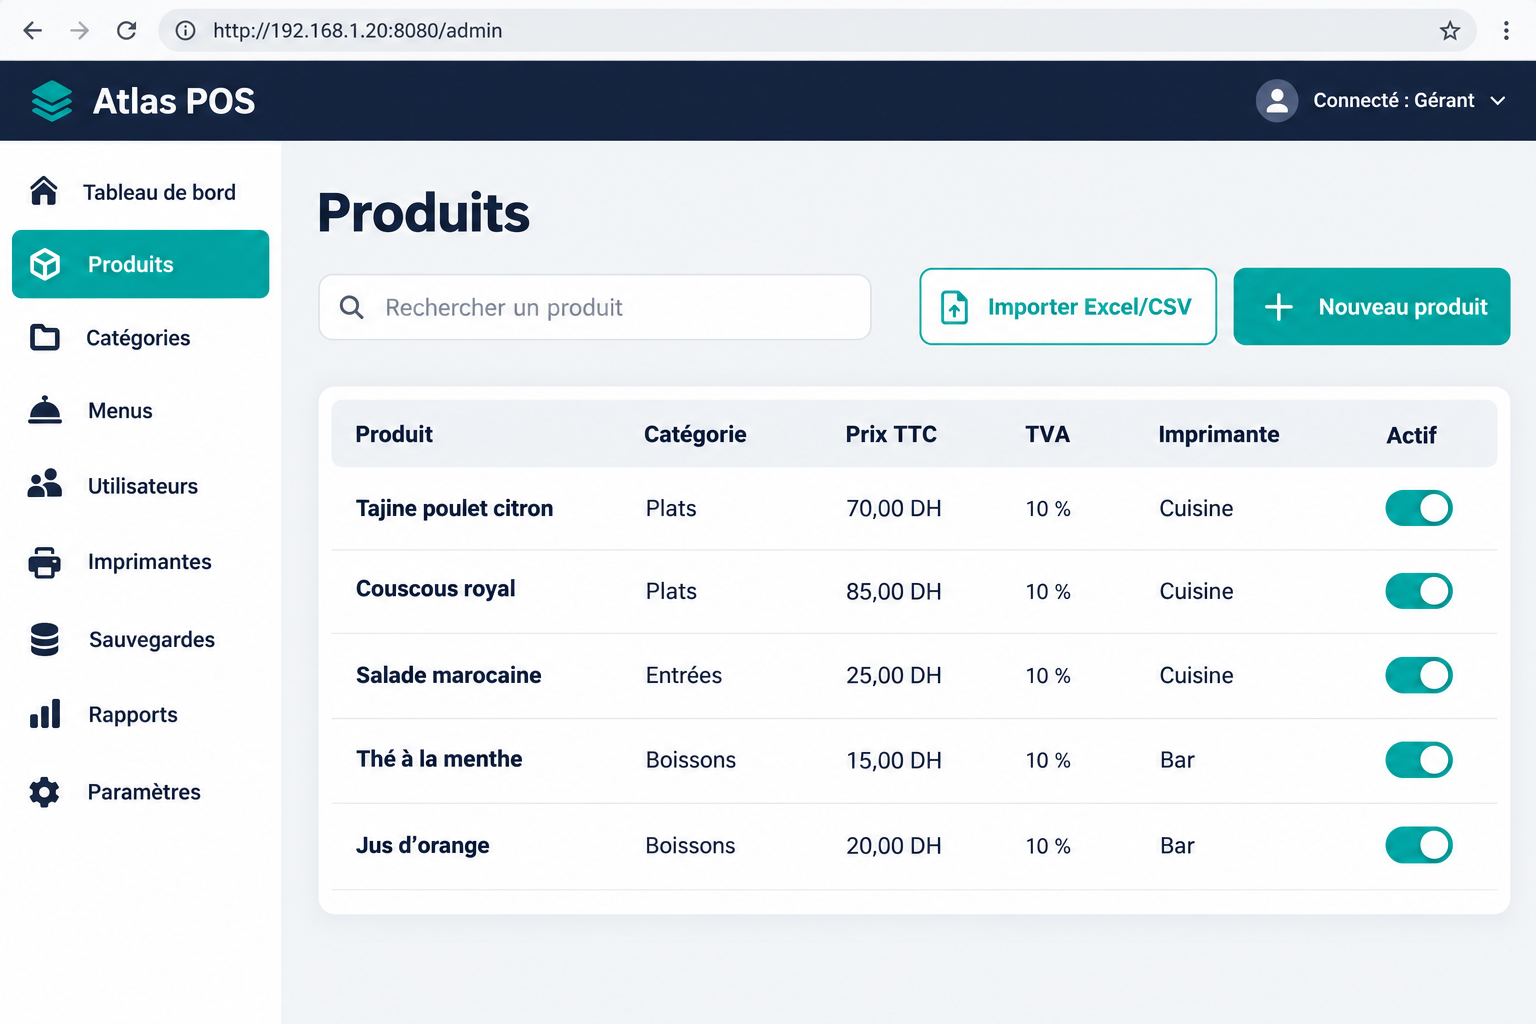 http://192.168.1.20:8080/admin
Atlas POS
Connecté : Gérant
Tableau de bord
Produits
Catégories
Menus
Utilisateurs
Imprimantes
Sauvegardes
Rapports
Paramètres
Produits
Rechercher un produit
Importer Excel/CSV
Nouveau produit
Produit Catégorie Prix TTC TVA Imprimante Actif
Tajine poulet citron Plats 70,00 DH 10 % Cuisine
Couscous royal Plats 85,00 DH 10 % Cuisine
Salade marocaine Entrées 25,00 DH 10 % Cuisine
Thé à la menthe Boissons 15,00 DH 10 % Bar
Jus d’orange Boissons 20,00 DH 10 % Bar